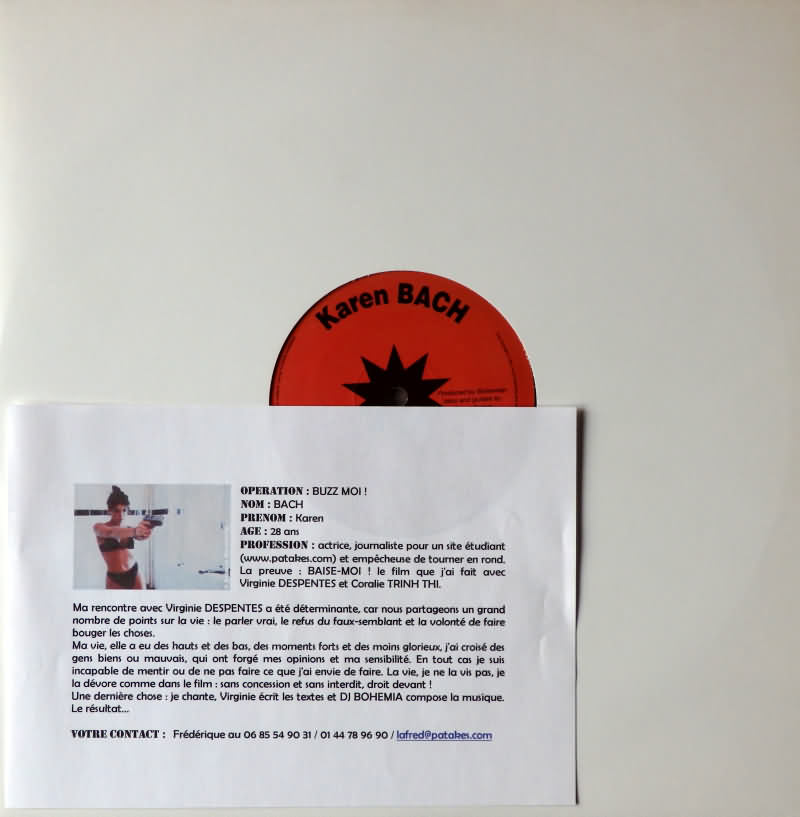 Karen BACH
Produced by Bohemian
OPERATION : BUZZ MOI !
NOM : BACH
PRENOM : Karen
AGE : 28 ans
PROFESSION : actrice, journaliste pour un site étudiant
(www.patakes.com) et empêcheuse de tourner en rond.
La preuve : BAISE-MOI ! le film que j'ai fait avec
Virginie DESPENTES et Coralie TRINH THI.
Ma rencontre avec Virginie DESPENTES a été déterminante, car nous partageons un grand
nombre de points sur la vie : le parler vrai, le refus du faux-semblant et la volonté de faire
bouger les choses.
Ma vie, elle a eu des hauts et des bas, des moments forts et des moins glorieux, j'ai croisé des
gens biens ou mauvais, qui ont forgé mes opinions et ma sensibilité. En tout cas je suis
incapable de mentir ou de ne pas faire ce que j'ai envie de faire. La vie, je ne la vis pas, je
la dévore comme dans le film : sans concession et sans interdit, droit devant !
Une dernière chose : je chante, Virginie écrit les textes et DJ BOHEMIA compose la musique.
Le résultat...
VOTRE CONTACT : Frédérique au 06 85 54 90 31 / 01 44 78 96 90 / lafred@patakes.com